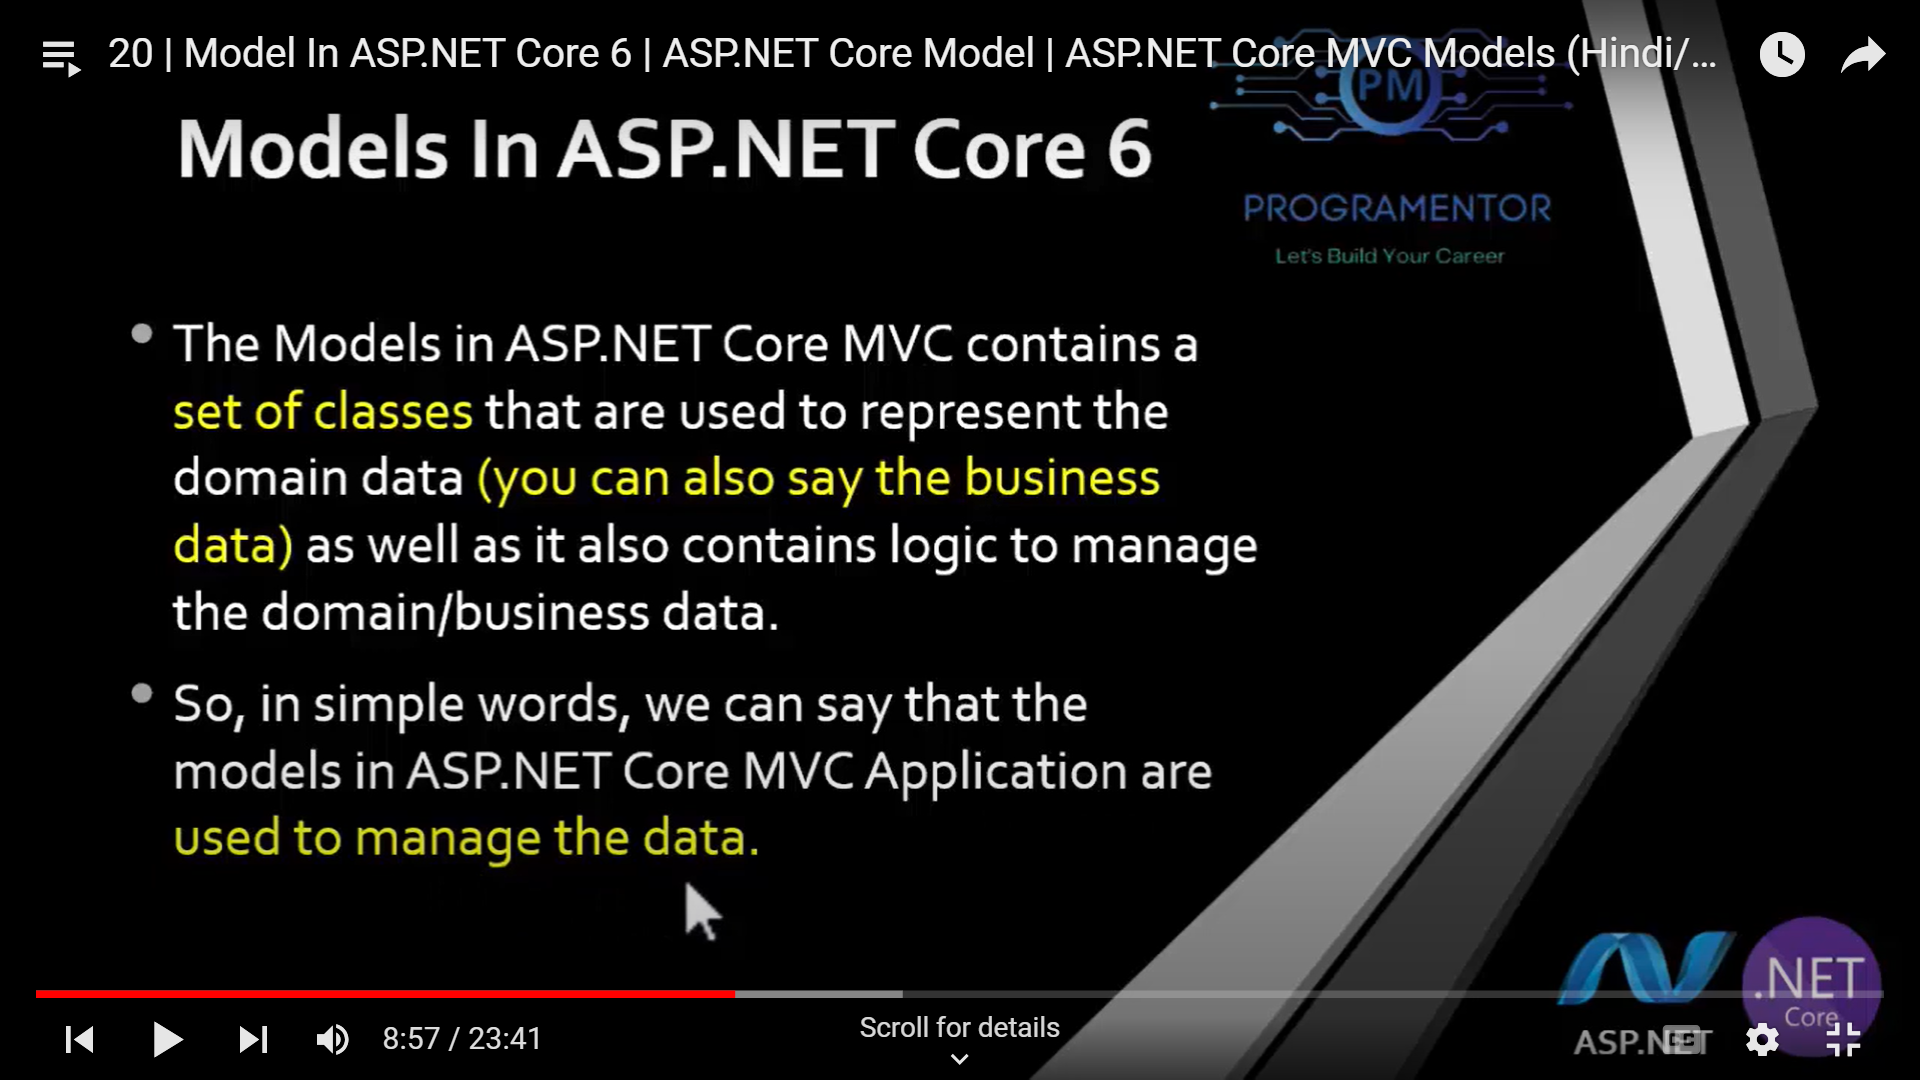 20 | Model In ASP.NET Core 6 | ASP.NET Core Model | ASP.NET Core MVC Models (Hindi/...
PM
Models In ASP.NET Core 6
PROGRAMENTOR
Let's Build Your Career
• The Models in ASP.NET Core MVC contains a
set of classes that are used to represent the
domain data (you can also say the business
data) as well as it also contains logic to manage
the domain/business data.
• So, in simple words, we can say that the
models in ASP.NET Core MVC Application are
used to manage the data.
.NET
Core
ASP.NET
8:57 / 23:41
Scroll for details